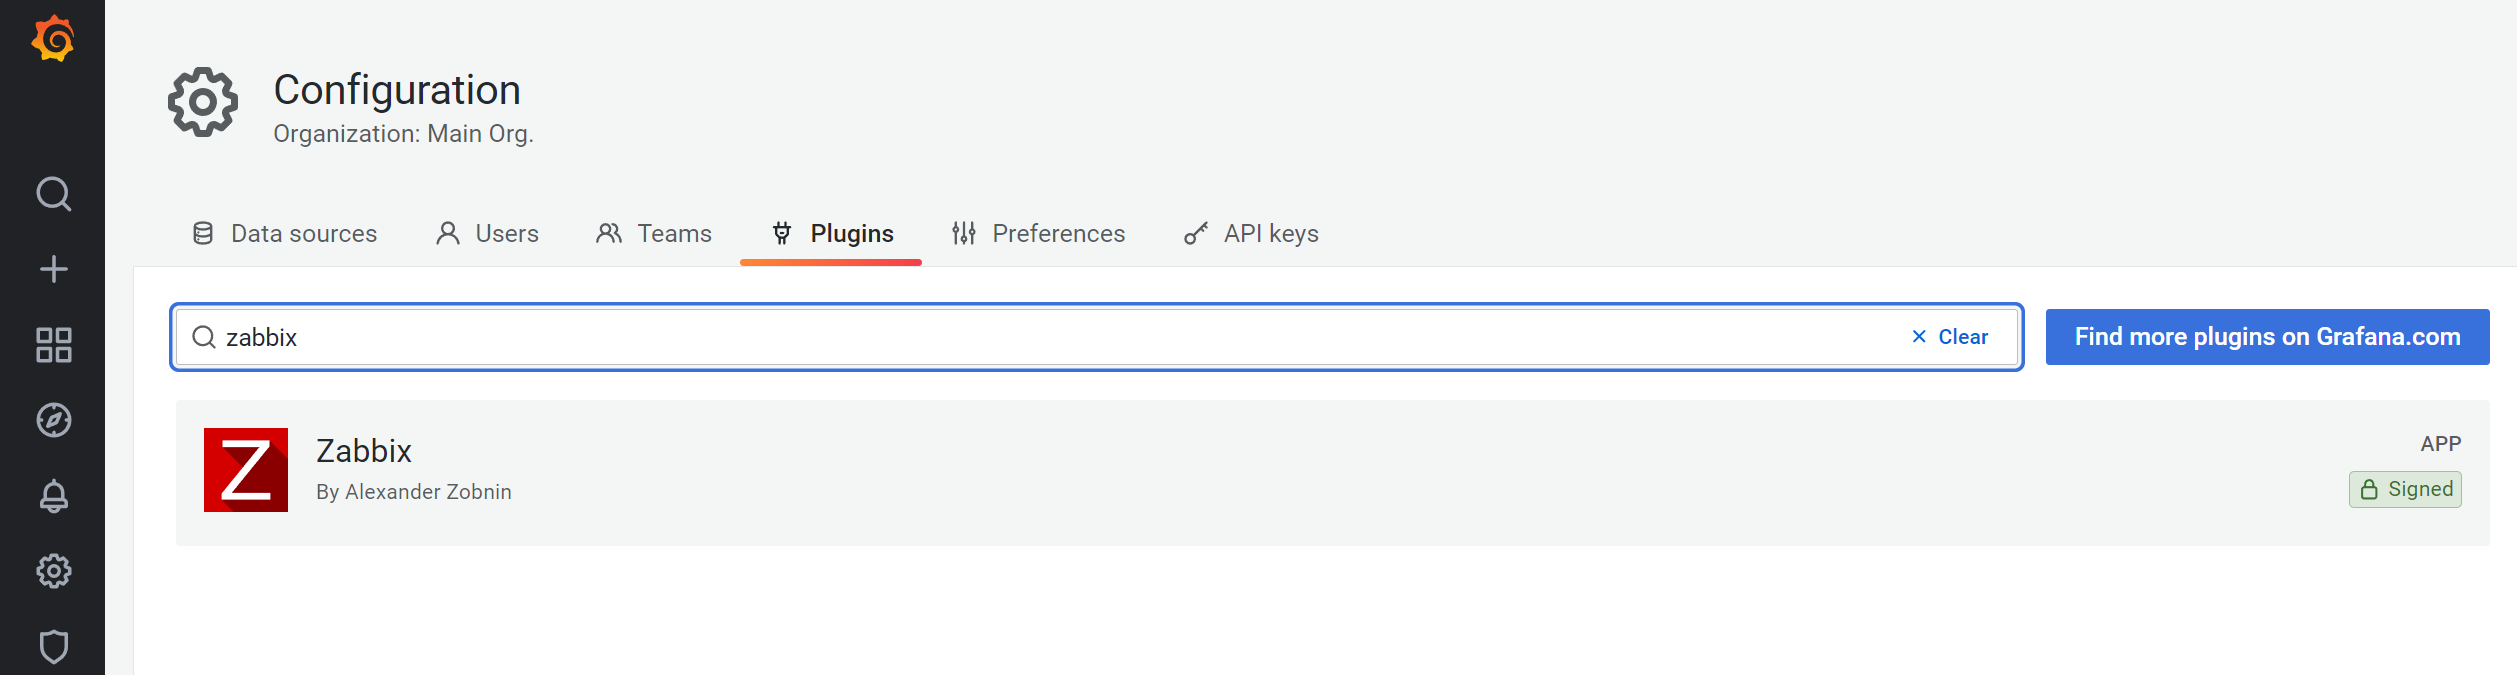 Configuration
Organization: Main Org.
Data sources Users Teams Plugins Preferences API keys
zabbix Clear Find more plugins on Grafana.com
Zabbix APP
By Alexander Zobnin Signed